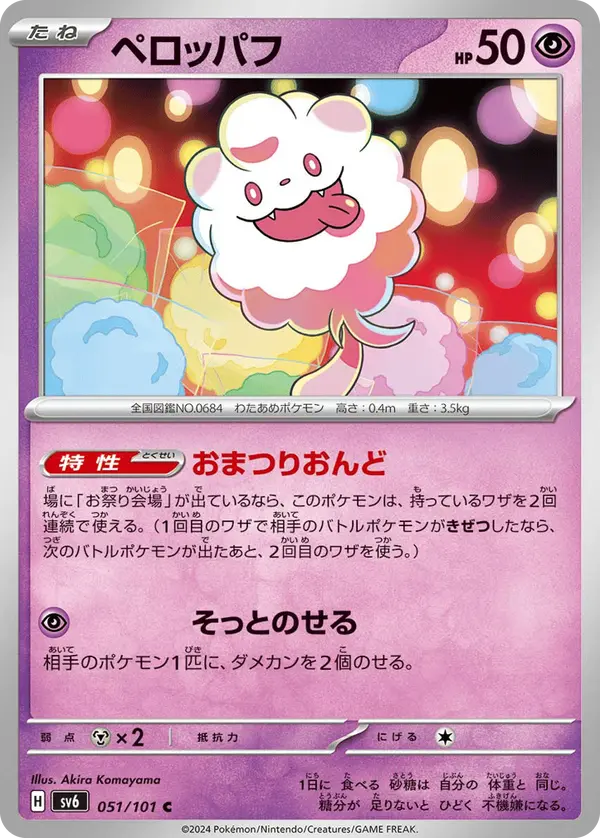 たね ペロッパフ HP50
全国図鑑NO.0684 わたあめポケモン 高さ：0.4m 重さ：3.5kg
特性 とくせい おまつりおんど
場に「お祭り会場」が出ているなら、このポケモンは、持っているワザを2回
連続で使える。（1回目のワザで相手のバトルポケモンがきぜつしたなら、
次のバトルポケモンが出たあと、2回目のワザを使う。）
そっとのせる
相手のポケモン1匹に、ダメカンを2個のせる。
弱点 ×2 抵抗力 にげる
Illus. Akira Komayama
H sv6 051/101 C
1日に 食べる 砂糖は 自分の 体重と 同じ。
糖分が 足りないと ひどく 不機嫌になる。
©2024 Pokémon/Nintendo/Creatures/GAME FREAK.